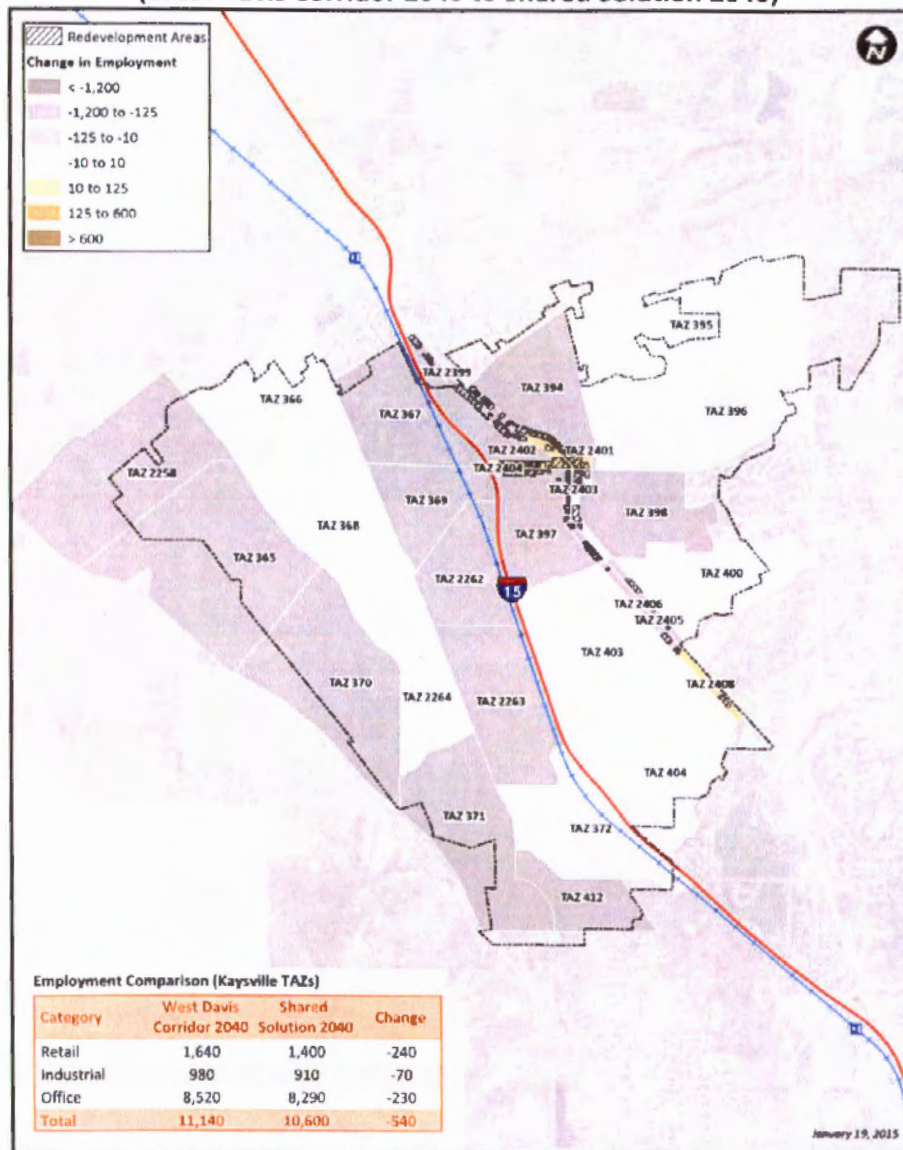 Redevelopment Areas
Change in Employment
< -1,200
-1,200 to -125
-125 to -10
-10 to 10
10 to 125
125 to 600
> 600
N
TAZ 395
TAZ 2399
TAZ 394
TAZ 366
TAZ 396
TAZ 367
TAZ 2402
TAZ 2401
TAZ 2404
TAZ 2258
TAZ 2403
TAZ 369
TAZ 398
TAZ 368
TAZ 397
TAZ 365
TAZ 400
TAZ 2262
15
TAZ 2406
TAZ 2405
TAZ 403
TAZ 370
TAZ 2408
TAZ 2264
TAZ 2263
TAZ 404
TAZ 371
TAZ 372
TAZ 412
Employment Comparison (Kaysville TAZs)
Category West Davis Corridor 2040 Shared Solution 2040 Change
Retail 1,640 1,400 -240
Industrial 980 910 -70
Office 8,520 8,290 -230
Total 11,140 10,600 -540
January 19, 2015